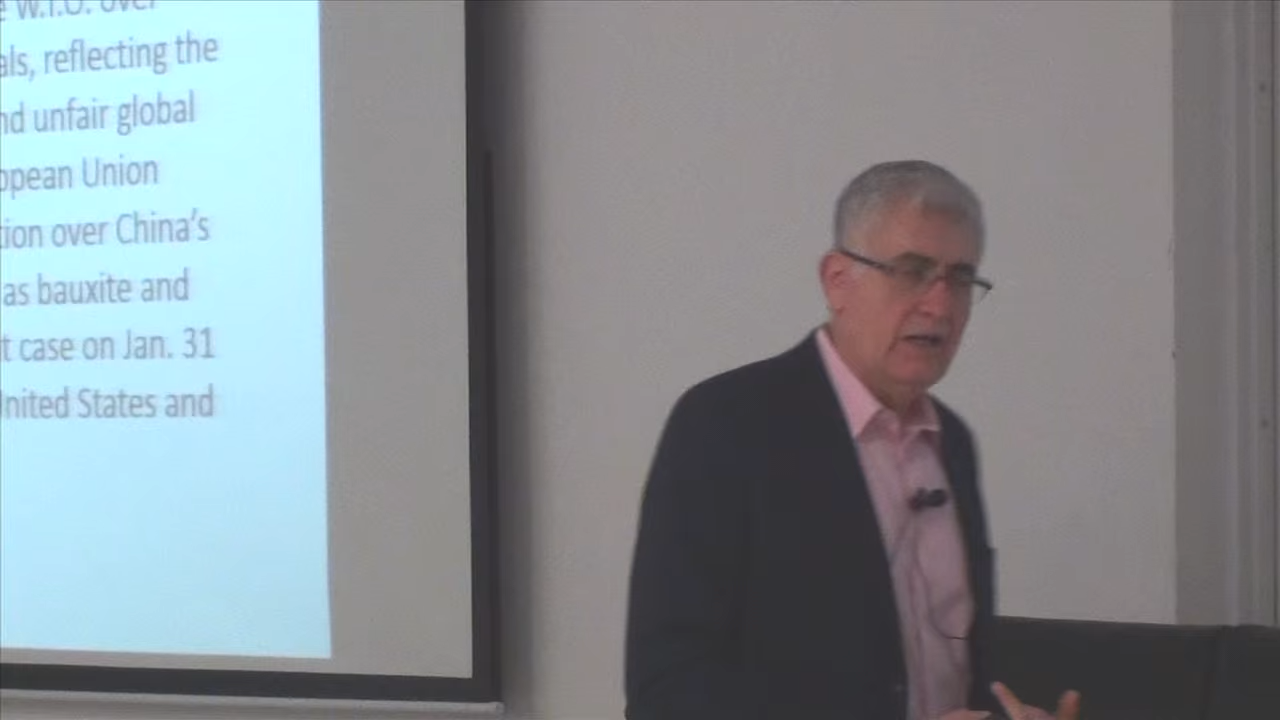 W.T.O. over
als, reflecting the
nd unfair global
opean Union
tion over China's
as bauxite and
t case on Jan. 31
United States and